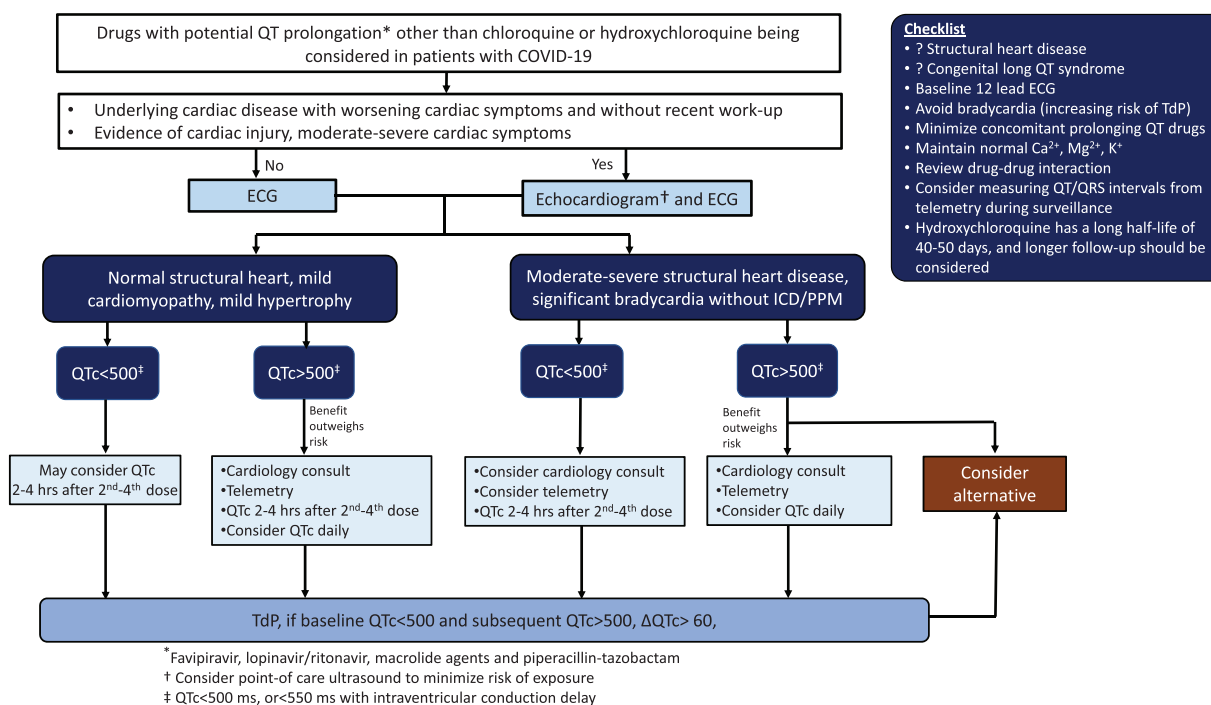 Drugs with potential QT prolongation* other than chloroquine or hydroxychloroquine being
considered in patients with COVID-19
• Underlying cardiac disease with worsening cardiac symptoms and without recent work-up
• Evidence of cardiac injury, moderate-severe cardiac symptoms
No
Yes
ECG
Echocardiogram† and ECG
Normal structural heart, mild
cardiomyopathy, mild hypertrophy
Moderate-severe structural heart disease,
significant bradycardia without ICD/PPM
QTc<500‡
QTc>500‡
QTc<500‡
QTc>500‡
Benefit
outweighs
risk
Benefit
outweighs
risk
May consider QTc
2-4 hrs after 2nd-4th dose
•Cardiology consult
•Telemetry
•QTc 2-4 hrs after 2nd-4th dose
•Consider QTc daily
•Consider cardiology consult
•Consider telemetry
•QTc 2-4 hrs after 2nd-4th dose
•Cardiology consult
•Telemetry
•Consider QTc daily
Consider
alternative
TdP, if baseline QTc<500 and subsequent QTc>500, ΔQTc> 60,
*Favipiravir, lopinavir/ritonavir, macrolide agents and piperacillin-tazobactam
† Consider point-of care ultrasound to minimize risk of exposure
‡ QTc<500 ms, or<550 ms with intraventricular conduction delay
Checklist
• ? Structural heart disease
• ? Congenital long QT syndrome
• Baseline 12 lead ECG
• Avoid bradycardia (increasing risk of TdP)
• Minimize concomitant prolonging QT drugs
• Maintain normal Ca2+, Mg2+, K+
• Review drug-drug interaction
• Consider measuring QT/QRS intervals from
telemetry during surveillance
• Hydroxychloroquine has a long half-life of
40-50 days, and longer follow-up should be
considered